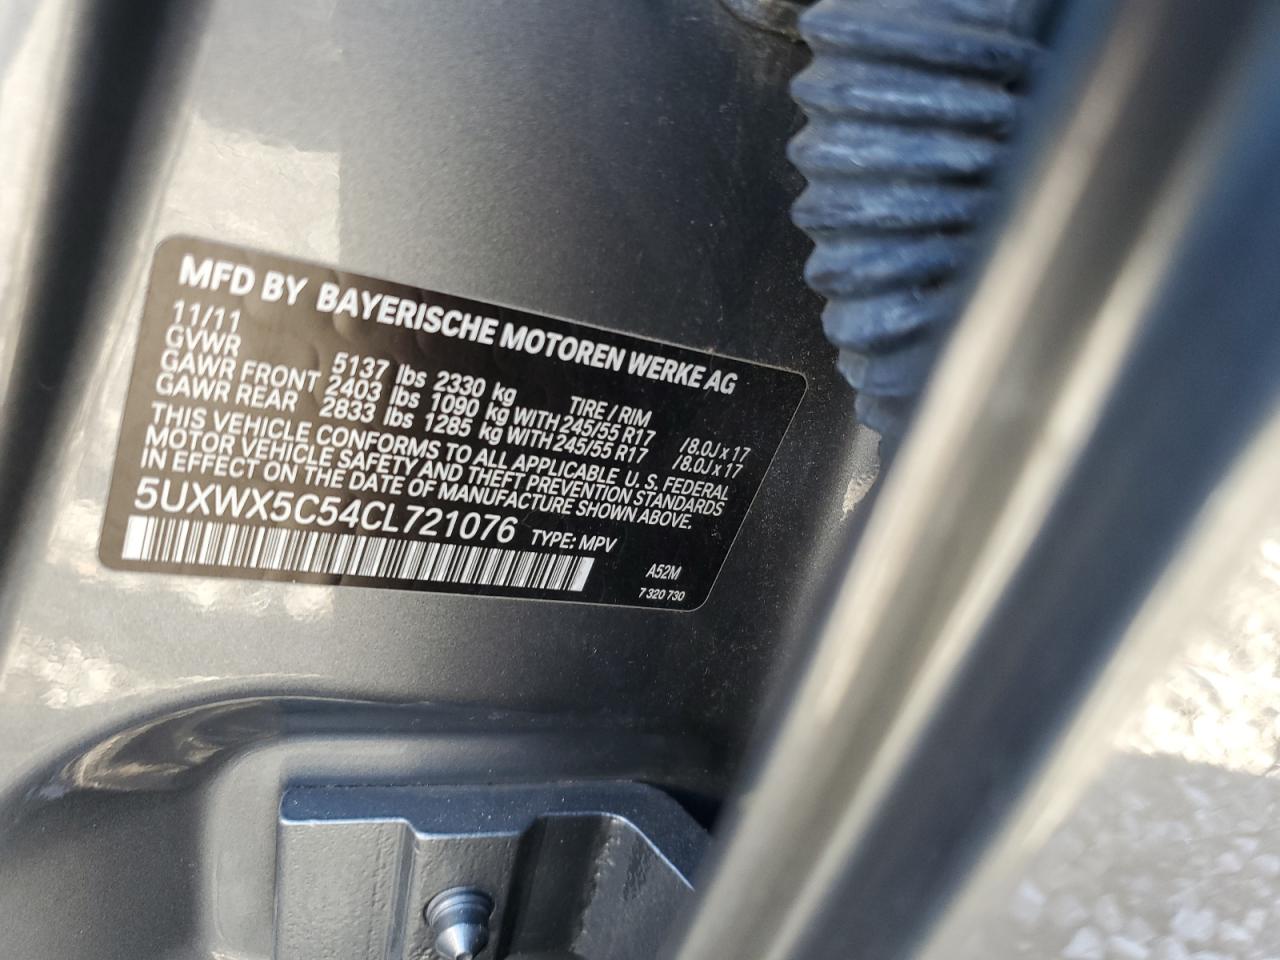 MFD BY BAYERISCHE MOTOREN WERKE AG
11/11
GVWR 5137 lbs 2330 kg TIRE / RIM
GAWR FRONT 2403 lbs 1090 kg WITH 245/55 R17 /8.0J x 17
GAWR REAR 2833 lbs 1285 kg WITH 245/55 R17 /8.0J x 17
THIS VEHICLE CONFORMS TO ALL APPLICABLE U. S. FEDERAL
MOTOR VEHICLE SAFETY AND THEFT PREVENTION STANDARDS
IN EFFECT ON THE DATE OF MANUFACTURE SHOWN ABOVE.
5UXWX5C54CL721076 TYPE: MPV
A52M
7 320 730